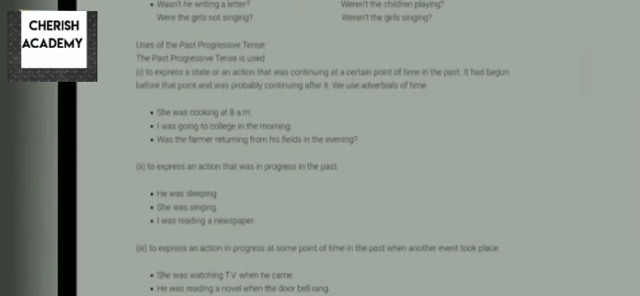 • Wasn't he writing a letter? Weren't the children playing?
Were the girls not singing? Weren't the girls singing?
CHERISH
ACADEMY
Uses of the Past Progressive Tense
The Past Progressive Tense is used
(i) to express a state or an action that was continuing at a certain point of time in the past. It had begun
before that point and was probably continuing after it. We use adverbials of time.
• She was cooking at 8 a.m.
• I was going to college in the morning
• Was the farmer returning from his fields in the evening?
(ii) to express an action that was in progress in the past:
• He was sleeping.
• She was singing.
• I was reading a newspaper.
(iii) to express an action in progress at some point of time in the past when another event took place
• She was watching T.V. when he came.
• He was reading a novel when the door bell rang.